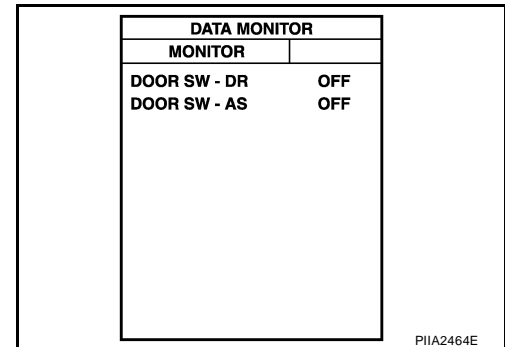 DATA MONITOR
MONITOR
DOOR SW - DR OFF
DOOR SW - AS OFF
PIIA2464E